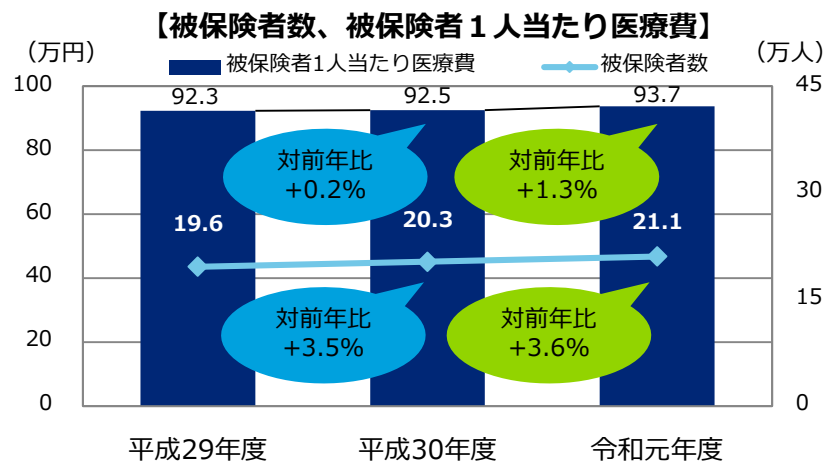 【被保険者数、被保険者１人当たり医療費】
（万円）
（万人）
被保険者1人当たり医療費
被保険者数
100
80
60
40
20
0
45
30
15
0
92.3
92.5
93.7
対前年比
+0.2%
対前年比
+1.3%
19.6
20.3
21.1
対前年比
+3.5%
対前年比
+3.6%
平成29年度
平成30年度
令和元年度